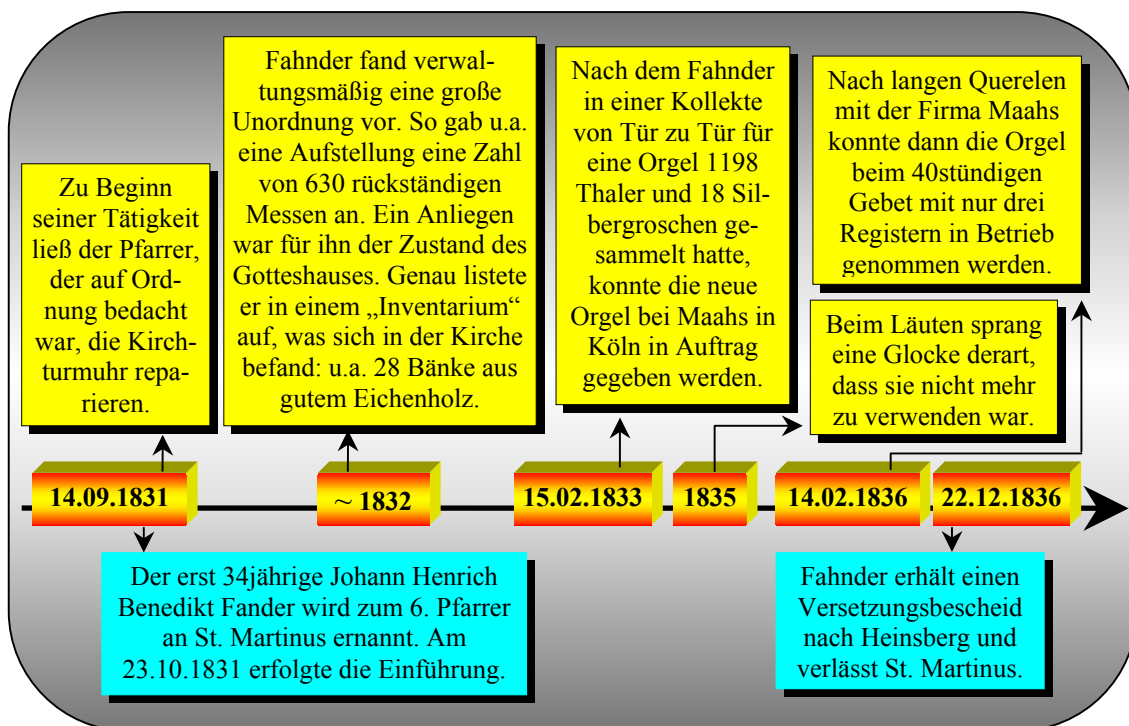 Zu Beginn
seiner Tätigkeit
ließ der Pfarrer,
der auf Ord-
nung bedacht
war, die Kirch-
turmuhr repa-
rieren.
Fahnder fand verwal-
tungsmäßig eine große
Unordnung vor. So gab u.a.
eine Aufstellung eine Zahl
von 630 rückständigen
Messen an. Ein Anliegen
war für ihn der Zustand des
Gotteshauses. Genau listete
er in einem „Inventarium“
auf, was sich in der Kirche
befand: u.a. 28 Bänke aus
gutem Eichenholz.
Nach dem Fahnder
in einer Kollekte
von Tür zu Tür für
eine Orgel 1198
Thaler und 18 Sil-
bergroschen ge-
sammelt hatte,
konnte die neue
Orgel bei Maahs in
Köln in Auftrag
gegeben werden.
Nach langen Querelen
mit der Firma Maahs
konnte dann die Orgel
beim 40stündigen
Gebet mit nur drei
Registern in Betrieb
genommen werden.
Beim Läuten sprang
eine Glocke derart,
dass sie nicht mehr
zu verwenden war.
14.09.1831
~ 1832
15.02.1833
1835
14.02.1836
22.12.1836
Der erst 34jährige Johann Henrich
Benedikt Fander wird zum 6. Pfarrer
an St. Martinus ernannt. Am
23.10.1831 erfolgte die Einführung.
Fahnder erhält einen
Versetzungsbescheid
nach Heinsberg und
verlässt St. Martinus.